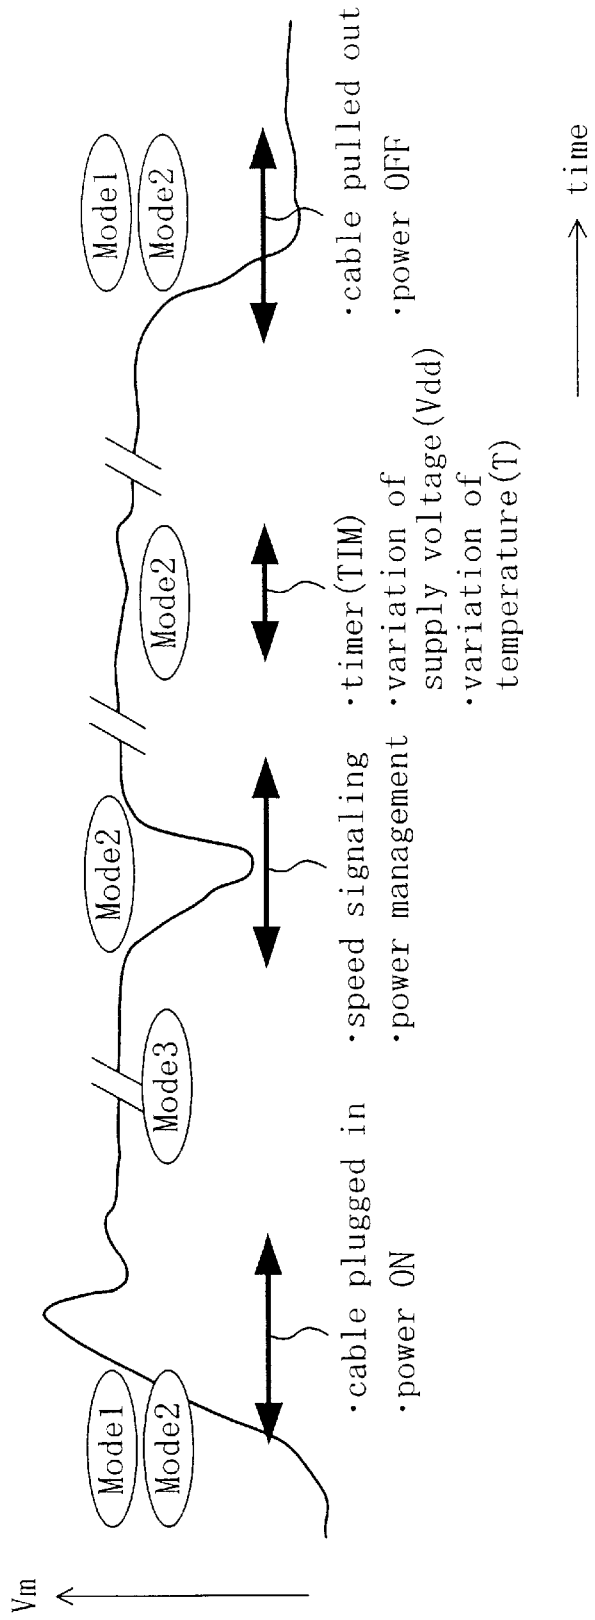 Vm
Mode1
Mode2
·cable plugged in
·power ON
Mode3
Mode2
·speed signaling
·power management
Mode2
·timer(TIM)
·variation of
supply voltage(Vdd)
·variation of
temperature(T)
Mode1
Mode2
·cable pulled out
·power OFF
time